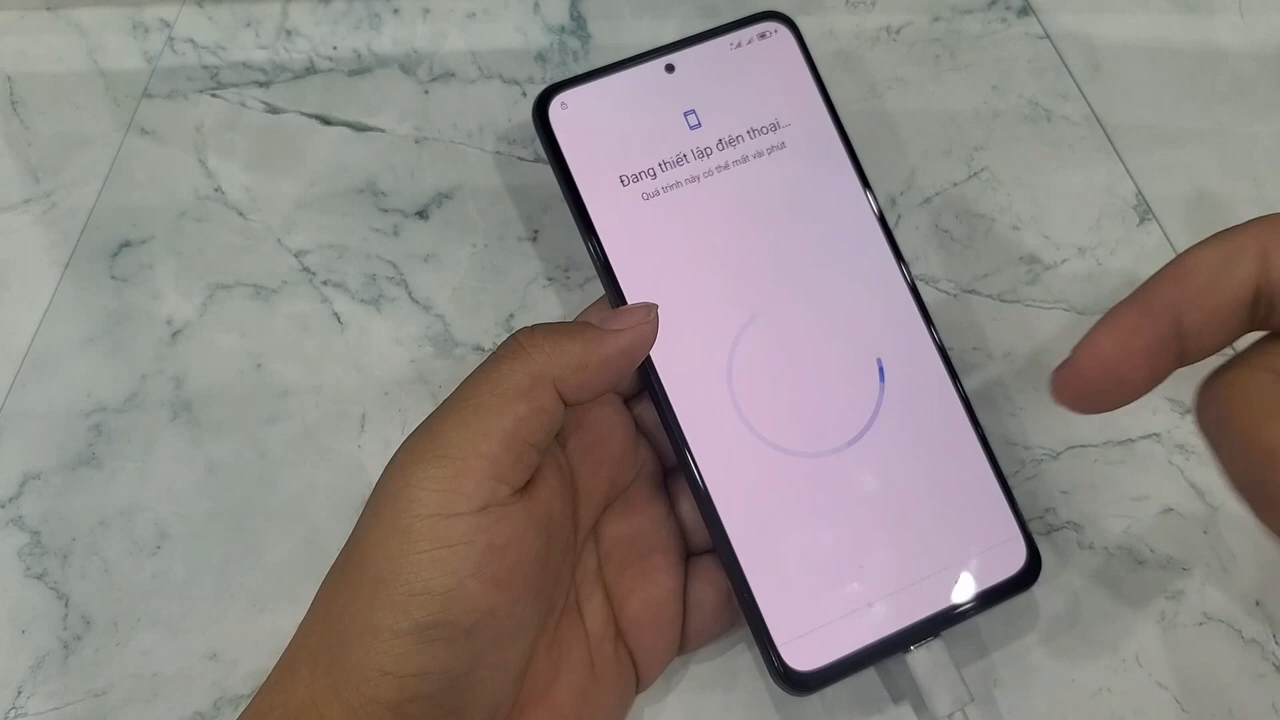 Đang thiết lập điện thoại...
Quá trình này có thể mất vài phút